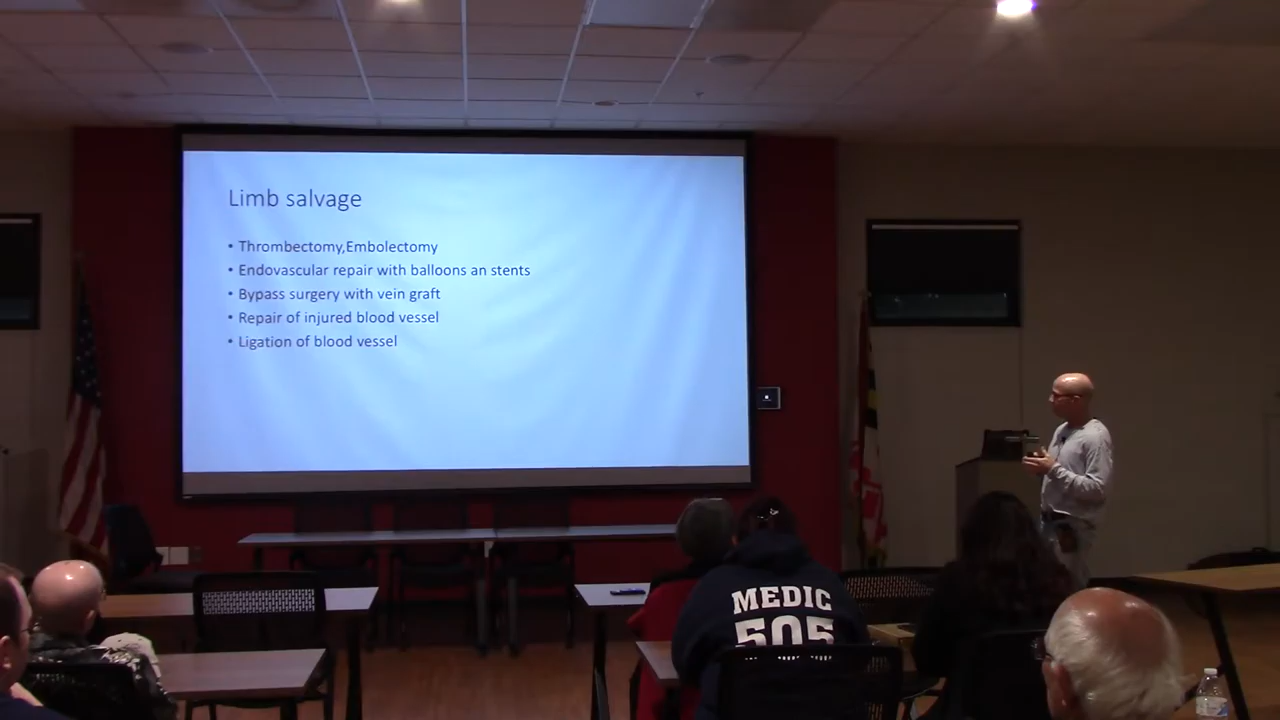 Limb salvage
• Thrombectomy,Embolectomy
• Endovascular repair with balloons an stents
• Bypass surgery with vein graft
• Repair of injured blood vessel
• Ligation of blood vessel
MEDIC
505